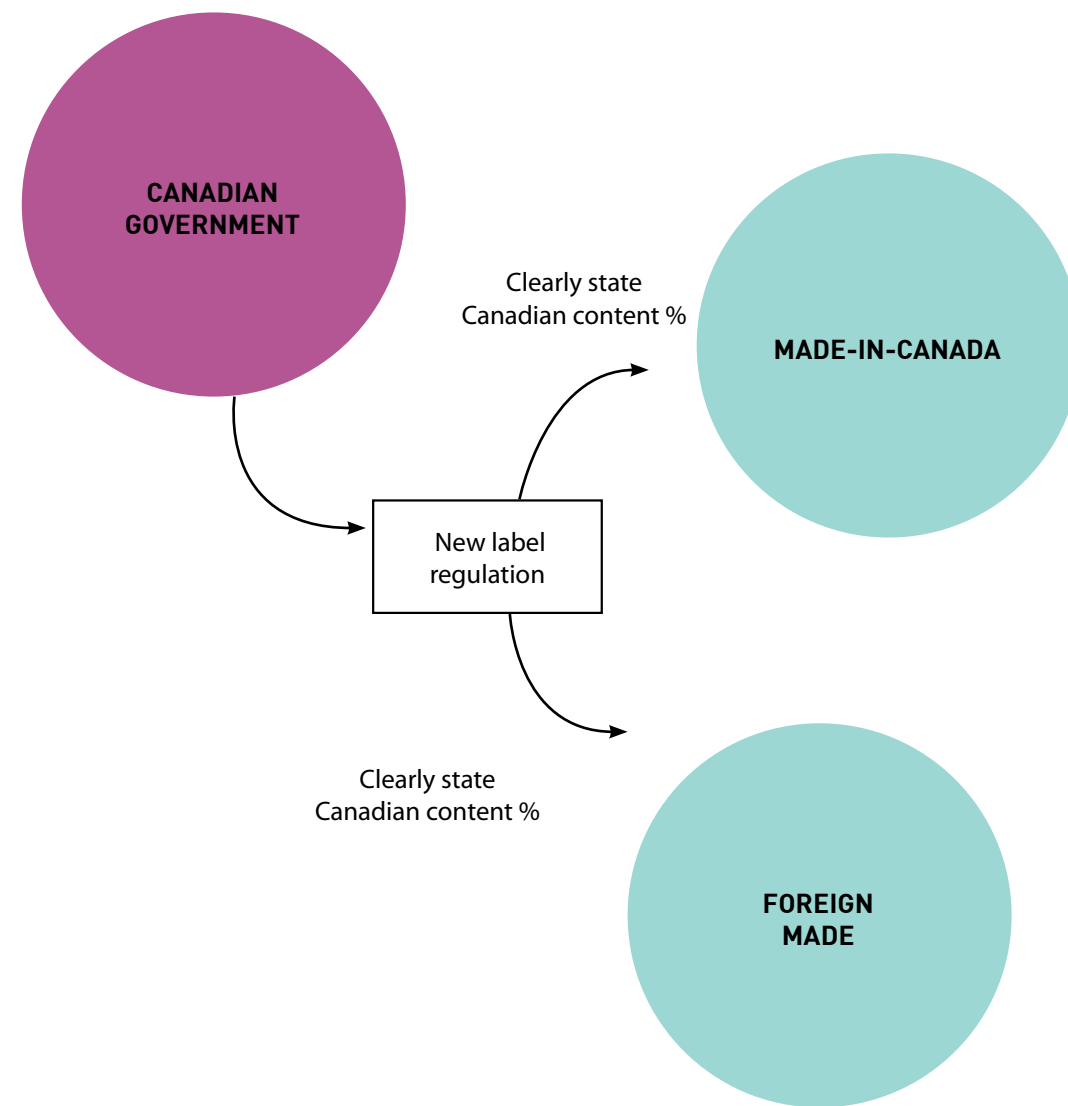 CANADIAN
GOVERNMENT
Clearly state
Canadian content %
MADE-IN-CANADA
New label
regulation
Clearly state
Canadian content %
FOREIGN
MADE